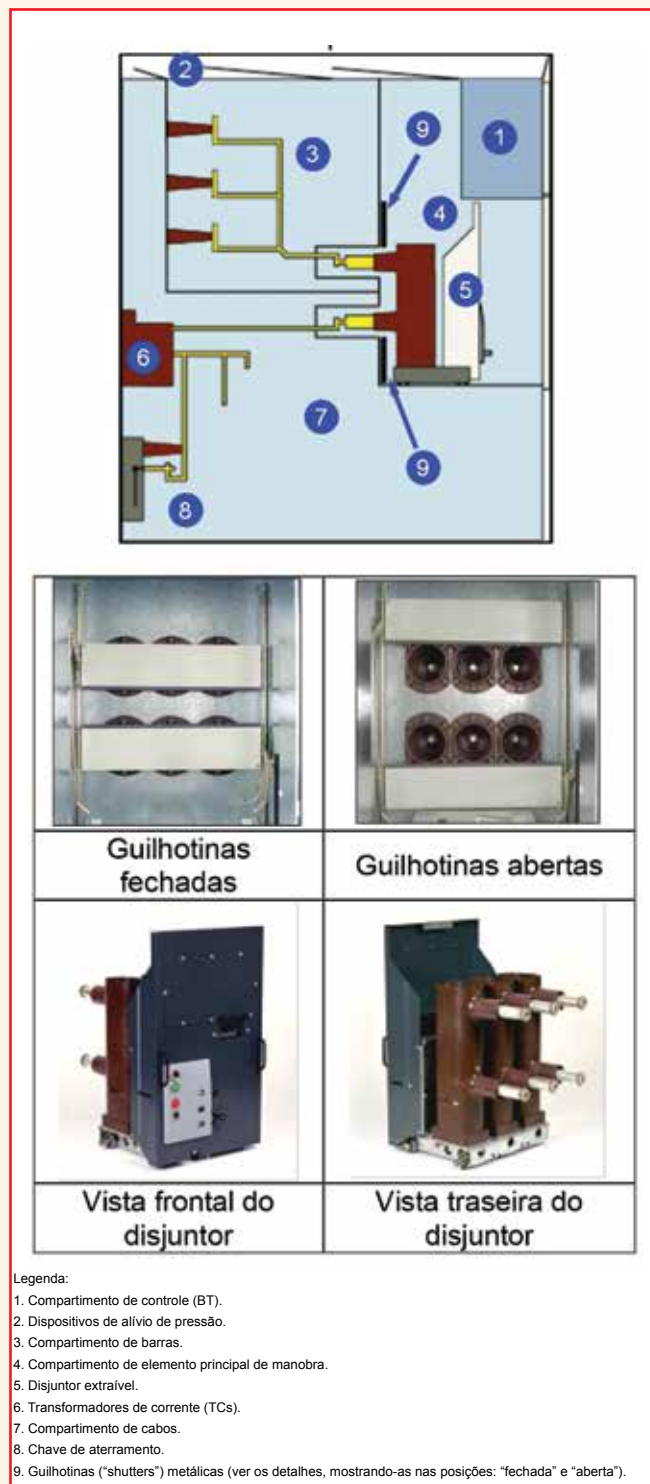 2
9
1
3
4
5
6
7
9
8
Guilhotinas
fechadas
Guilhotinas abertas
Vista frontal do
disjuntor
Vista traseira do
disjuntor
Legenda:
1. Compartimento de controle (BT).
2. Dispositivos de alívio de pressão.
3. Compartimento de barras.
4. Compartimento de elemento principal de manobra.
5. Disjuntor extraível.
6. Transformadores de corrente (TCs).
7. Compartimento de cabos.
8. Chave de aterramento.
9. Guilhotinas (“shutters”) metálicas (ver os detalhes, mostrando-as nas posições: “fechada” e “aberta”).